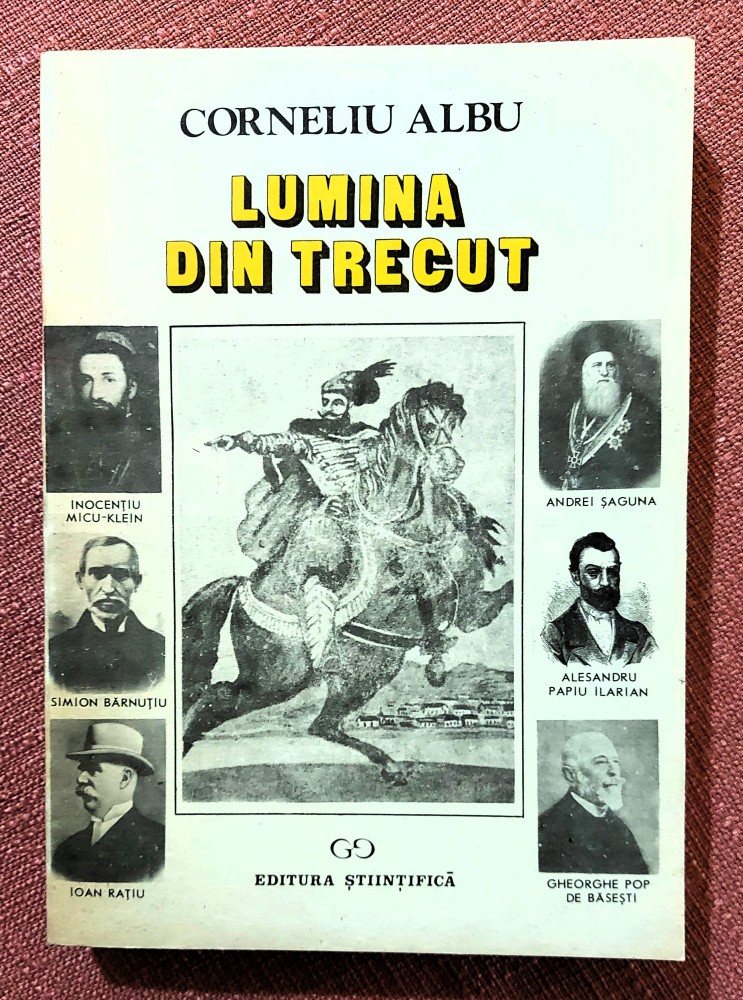 CORNELIU ALBU
LUMINA
DIN TRECUT
INOCENȚIU
MICU-KLEIN
ANDREI ȘAGUNA
SIMION BĂRNUȚIU
ALESANDRU
PAPIU ILARIAN
IOAN RAȚIU
GHEORGHE POP
DE BĂSEȘTI
EDITURA ȘTIINȚIFICĂ